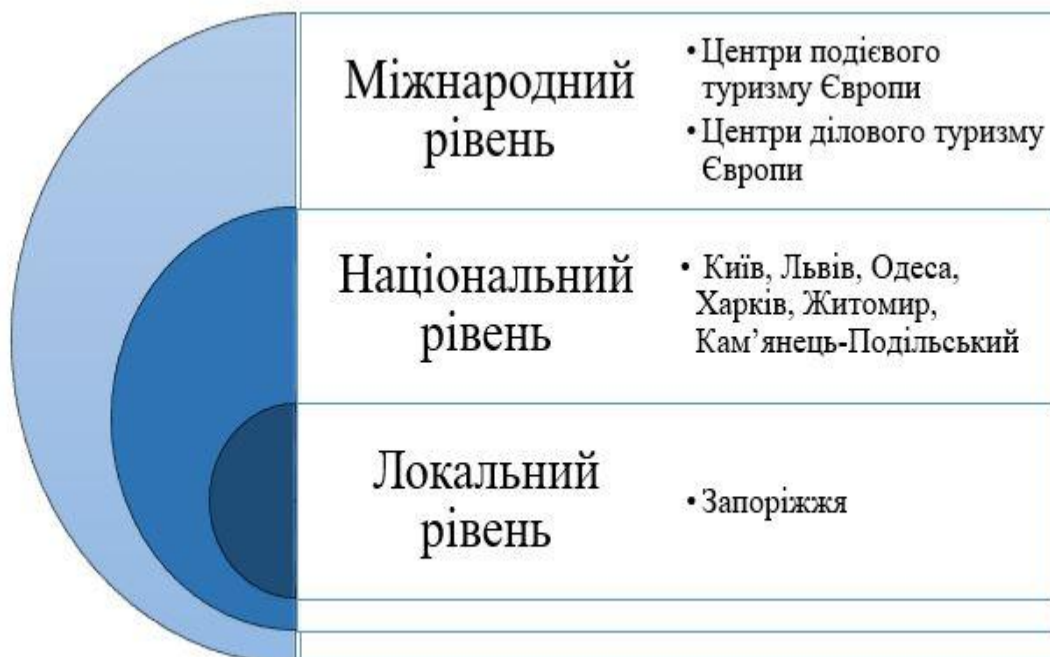 Міжнародний
рівень
• Центри подієвого
туризму Європи
• Центри ділового туризму
Європи
Національний
рівень
• Київ, Львів, Одеса,
Харків, Житомир,
Кам’янець-Подільський
Локальний
рівень
• Запоріжжя